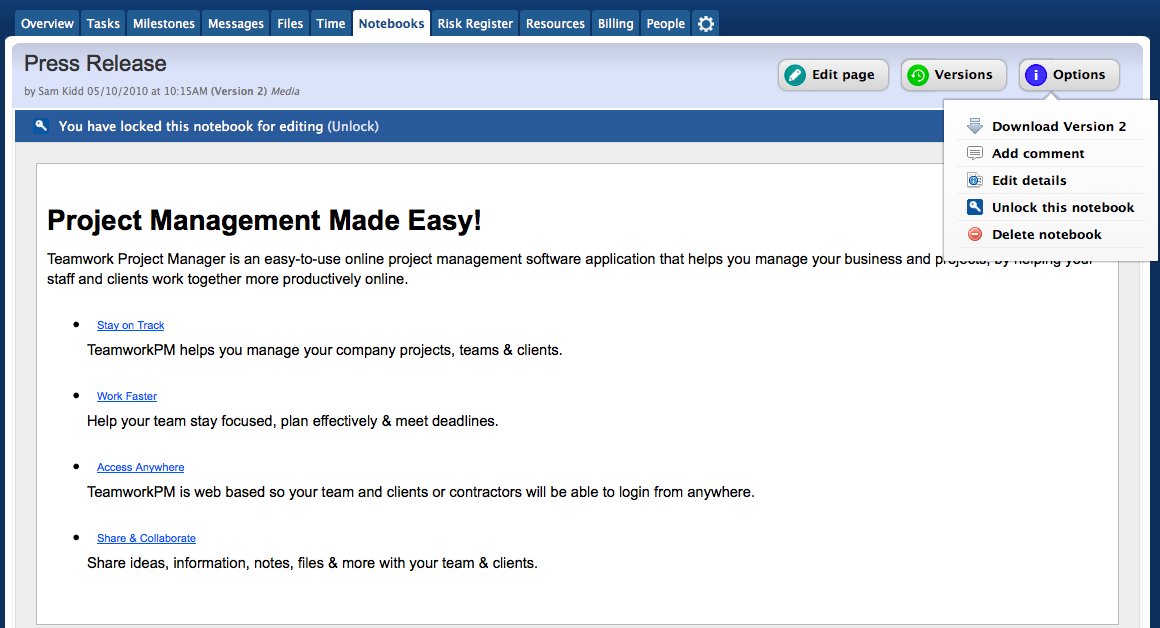 Overview Tasks Milestones Messages Files Time Notebooks Risk Register Resources Billing People
Press Release
Edit page Versions Options
by Sam Kidd 05/10/2010 at 10:15AM (Version 2) Media
You have locked this notebook for editing (Unlock)
Download Version 2
Add comment
Edit details
Unlock this notebook
Delete notebook
Project Management Made Easy!
Teamwork Project Manager is an easy-to-use online project management software application that helps you manage your business and projects, by helping your
staff and clients work together more productively online.
Stay on Track
TeamworkPM helps you manage your company projects, teams & clients.
Work Faster
Help your team stay focused, plan effectively & meet deadlines.
Access Anywhere
TeamworkPM is web based so your team and clients or contractors will be able to login from anywhere.
Share & Collaborate
Share ideas, information, notes, files & more with your team & clients.